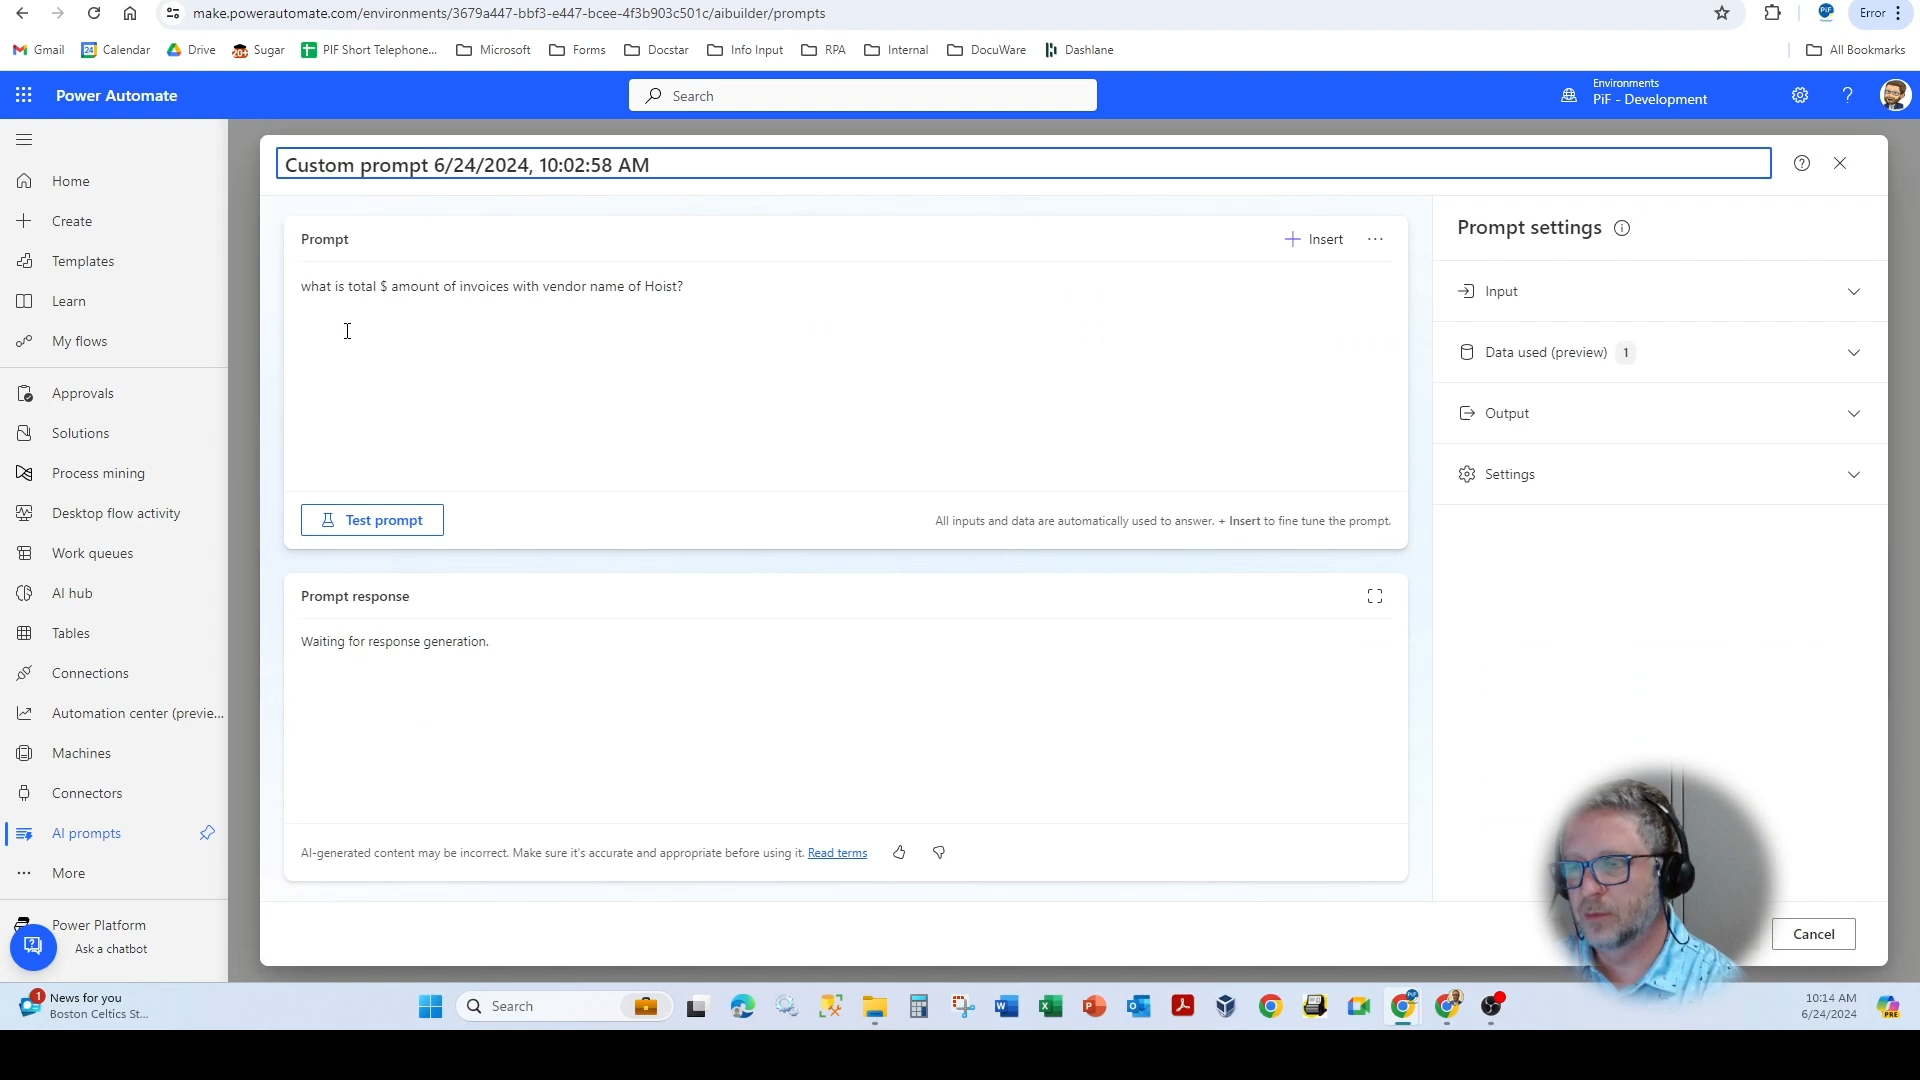 make.powerautomate.com/environments/3679a447-bbf3-e447-bcee-4f3b903c501c/aibuilder/prompts
Error
Gmail
Calendar
Drive
Sugar
PIF Short Telephone...
Microsoft
Forms
Docstar
Info Input
RPA
Internal
DocuWare
Dashlane
All Bookmarks
Power Automate
Search
Environments
PiF - Development
Custom prompt 6/24/2024, 10:02:58 AM
Home
Create
Templates
Learn
My flows
Approvals
Solutions
Process mining
Desktop flow activity
Work queues
AI hub
Tables
Connections
Automation center (previe...
Machines
Connectors
AI prompts
More
Power Platform
Ask a chatbot
Prompt
Insert
what is total $ amount of invoices with vendor name of Hoist?
Test prompt
All inputs and data are automatically used to answer. + Insert to fine tune the prompt.
Prompt response
Waiting for response generation.
AI-generated content may be incorrect. Make sure it's accurate and appropriate before using it. Read terms
Prompt settings
Input
Data used (preview) 1
Output
Settings
Cancel
1
News for you
Boston Celtics St...
Search
10:14 AM
6/24/2024
PRE